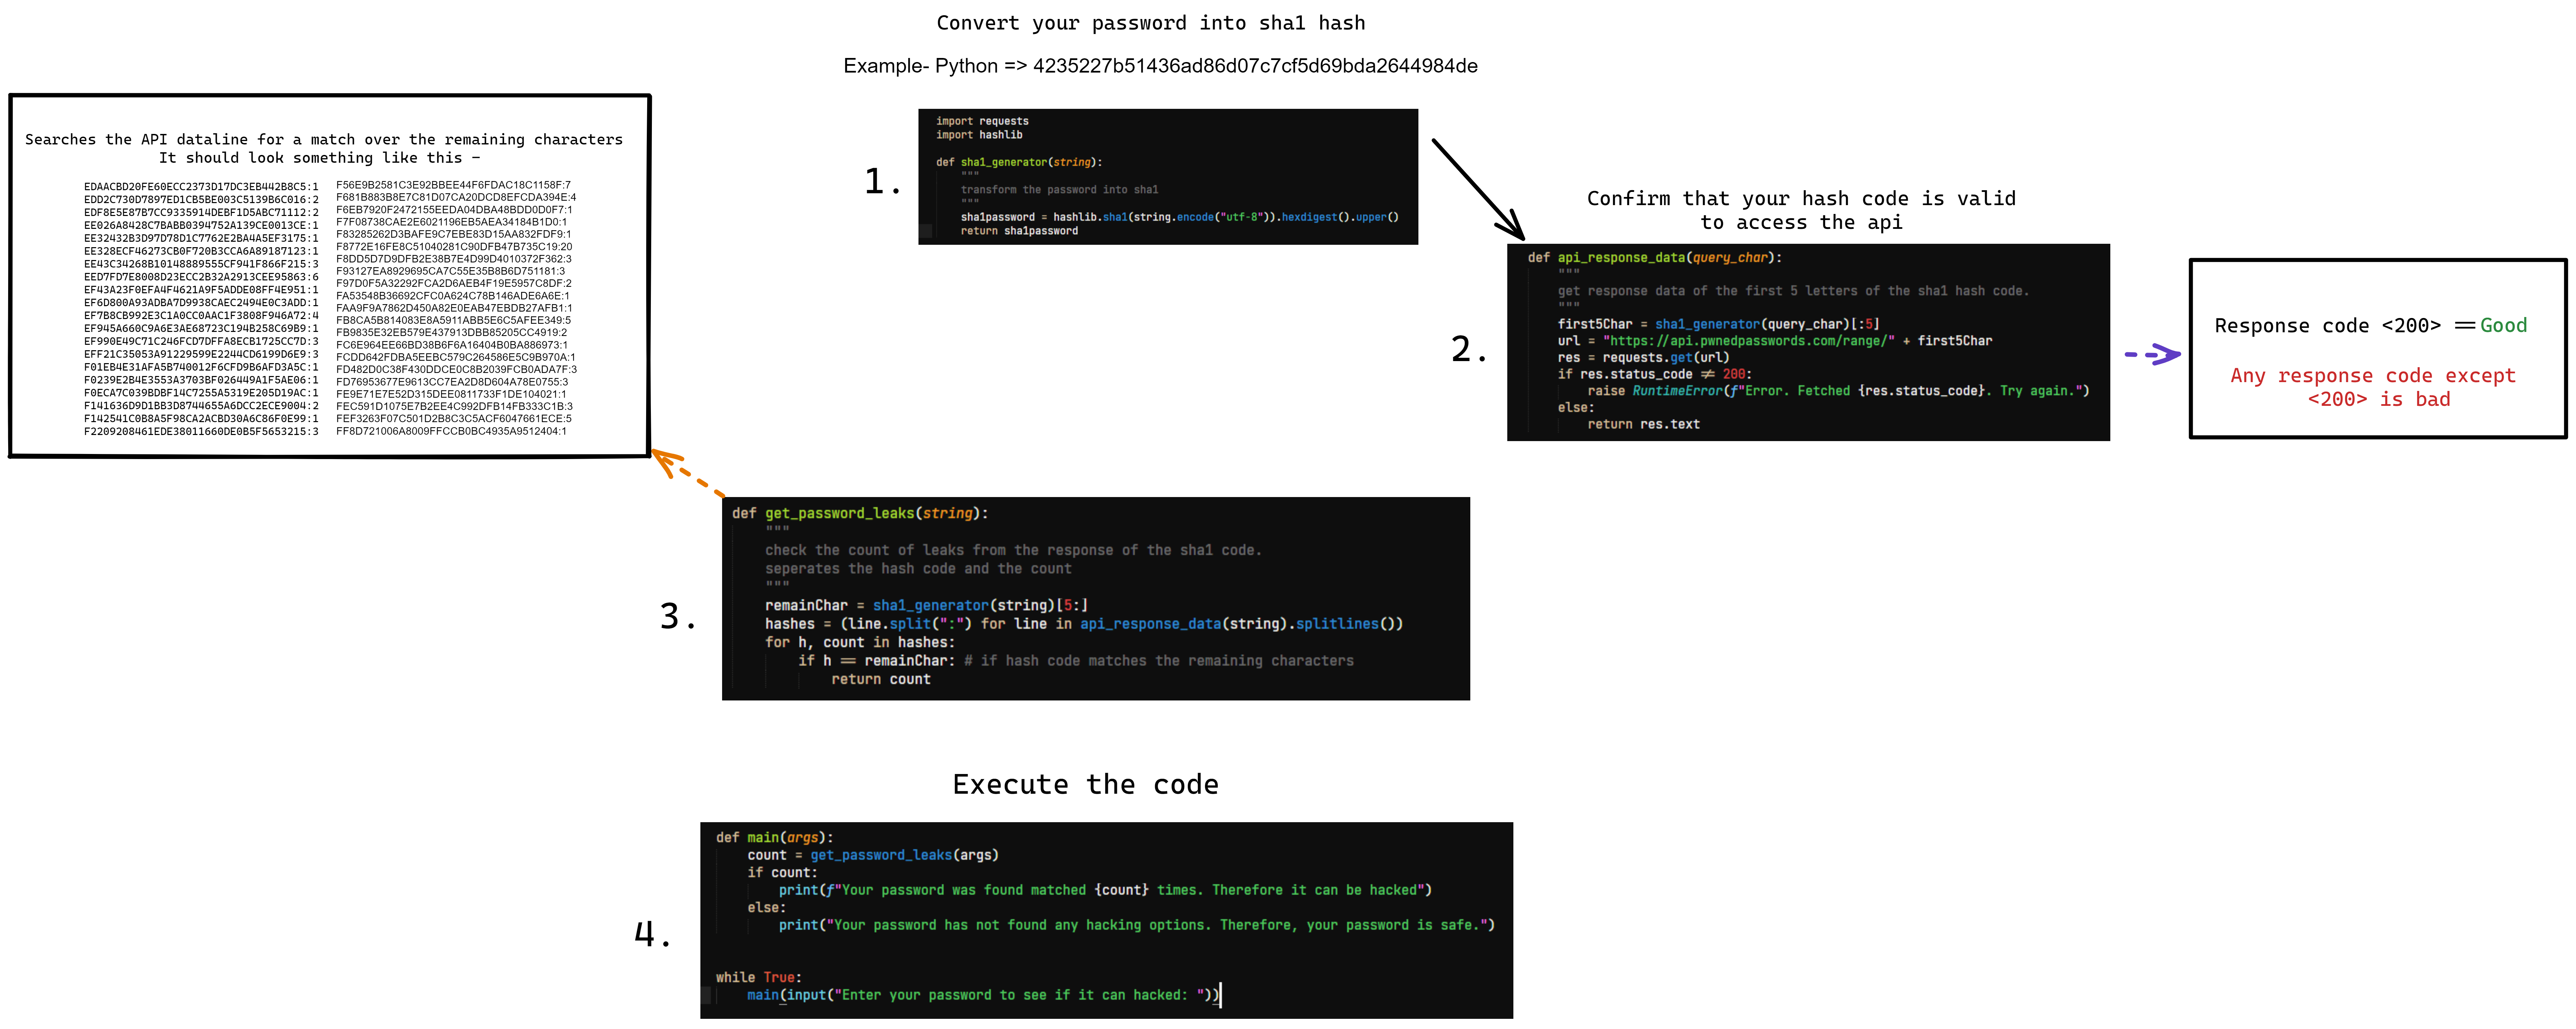 Convert your password into sha1 hash
Example- Python => 4235227b51436ad86d07c7cf5d69bda2644984de
1.
import requests
import hashlib
def sha1_generator(string):
"""
transform the password into sha1
"""
sha1password = hashlib.sha1(string.encode("utf-8")).hexdigest().upper()
return sha1password
Confirm that your hash code is valid
to access the api
2.
def api_response_data(query_char):
"""
get response data of the first 5 letters of the sha1 hash code.
"""
first5Char = sha1_generator(query_char)[:5]
url = "https://api.pwnedpasswords.com/range/" + first5Char
res = requests.get(url)
if res.status_code ≠ 200:
raise RuntimeError(f"Error. Fetched {res.status_code}. Try again.")
else:
return res.text
Response code <200> == Good
Any response code except
<200> is bad
Searches the API dataline for a match over the remaining characters
It should look something like this -
EDAACBD20FE60ECC2373D17DC3EB442B8C5:1
EDD2C730D7897ED1CB5BE003C5139B6C016:2
EDF8E5E87B7CC9335914DEBF1D5ABC71112:2
EE026A8428C7BABB0394752A139CE0013CE:1
EE32432B3D97D78D1C7762E2BA4A5EF3175:1
EE328ECF46273CB0F720B3CCA6A89187123:1
EE43C34268B10148889555CF941F866F215:3
EED7FD7E8008D23ECC2B32A2913CEE95863:6
EF43A23F0EFA4F4621A9F5ADDE08FF4E951:1
EF6D800A93ADBA7D9938CAEC2494E0C3ADD:1
EF7B8CB992E3C1A0CC0AAC1F3808F946A72:4
EF945A660C9A6E3AE68723C194B258C69B9:1
EF990E49C71C246FCD7DFFA8ECB1725CC7D:3
EFF21C35053A91229599E2244CD6199D6E9:3
F01EB4E31AFA5B740012F6CFD9B6AFD3A5C:1
F0239E2B4E3553A3703BF026449A1F5AE06:1
F0ECA7C039BDBF14C7255A5319E205D19AC:1
F141636D9D1BB3D8744655A6DCC2ECE9004:2
F142541C0B8A5F98CA2ACBD30A6C86F0E99:1
F2209208461EDE38011660DE0B5F5653215:3
F56E9B2581C3E92BBEE44F6FDAC18C1158F:7
F681B883B8E7C81D07CA20DCD8EFCDA394E:4
F6EB7920F2472155EEDA04DBA48BDD0D0F7:1
F7F08738CAE2E6021196EB5AEA34184B1D0:1
F83285262D3BAFE9C7EBE83D15AA832FDF9:1
F8772E16FE8C51040281C90DFB47B735C19:20
F8DD5D7D9DFB2E38B7E4D99D4010372F362:3
F93127EA8929695CA7C55E35B8B6D751181:3
F97D0F5A32292FCA2D6AEB4F19E5957C8DF:2
FA53548B36692CFC0A624C78B146ADE6A6E:1
FAA9F9A7862D450A82E0EAB47EBDB27AFB1:1
FB8CA5B814083E8A5911ABB5E6C5AFEE349:5
FB9835E32EB579E437913DBB85205CC4919:2
FC6E964EE66BD38B6F6A16404B0BA886973:1
FCDD642FDBA5EEBC579C264586E5C9B970A:1
FD482D0C38F430DDCE0C8B2039FCB0ADA7F:3
FD76953677E9613CC7EA2D8D604A78E0755:3
FE9E71E7E52D315DEE0811733F1DE104021:1
FEC591D1075E7B2EE4C992DFB14FB333C1B:3
FEF3263F07C501D2B8C3C5ACF6047661ECE:5
FF8D721006A8009FFCCB0BC4935A9512404:1
3.
def get_password_leaks(string):
"""
check the count of leaks from the response of the sha1 code.
seperates the hash code and the count
"""
remainChar = sha1_generator(string)[5:]
hashes = (line.split(":") for line in api_response_data(string).splitlines())
for h, count in hashes:
if h == remainChar: # if hash code matches the remaining characters
return count
Execute the code
4.
def main(args):
count = get_password_leaks(args)
if count:
print(f"Your password was found matched {count} times. Therefore it can be hacked")
else:
print("Your password has not found any hacking options. Therefore, your password is safe.")
while True:
main(input("Enter your password to see if it can hacked: "))